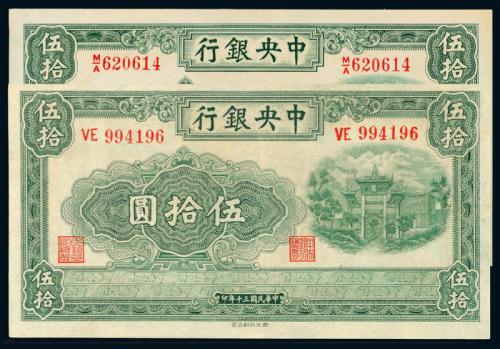 伍拾 行銀央中 伍拾
M/A 620614 M/A 620614
伍拾 行銀央中 伍拾
VE 994196 VE 994196
圓拾伍
伍拾 印年十三國民華中 伍拾